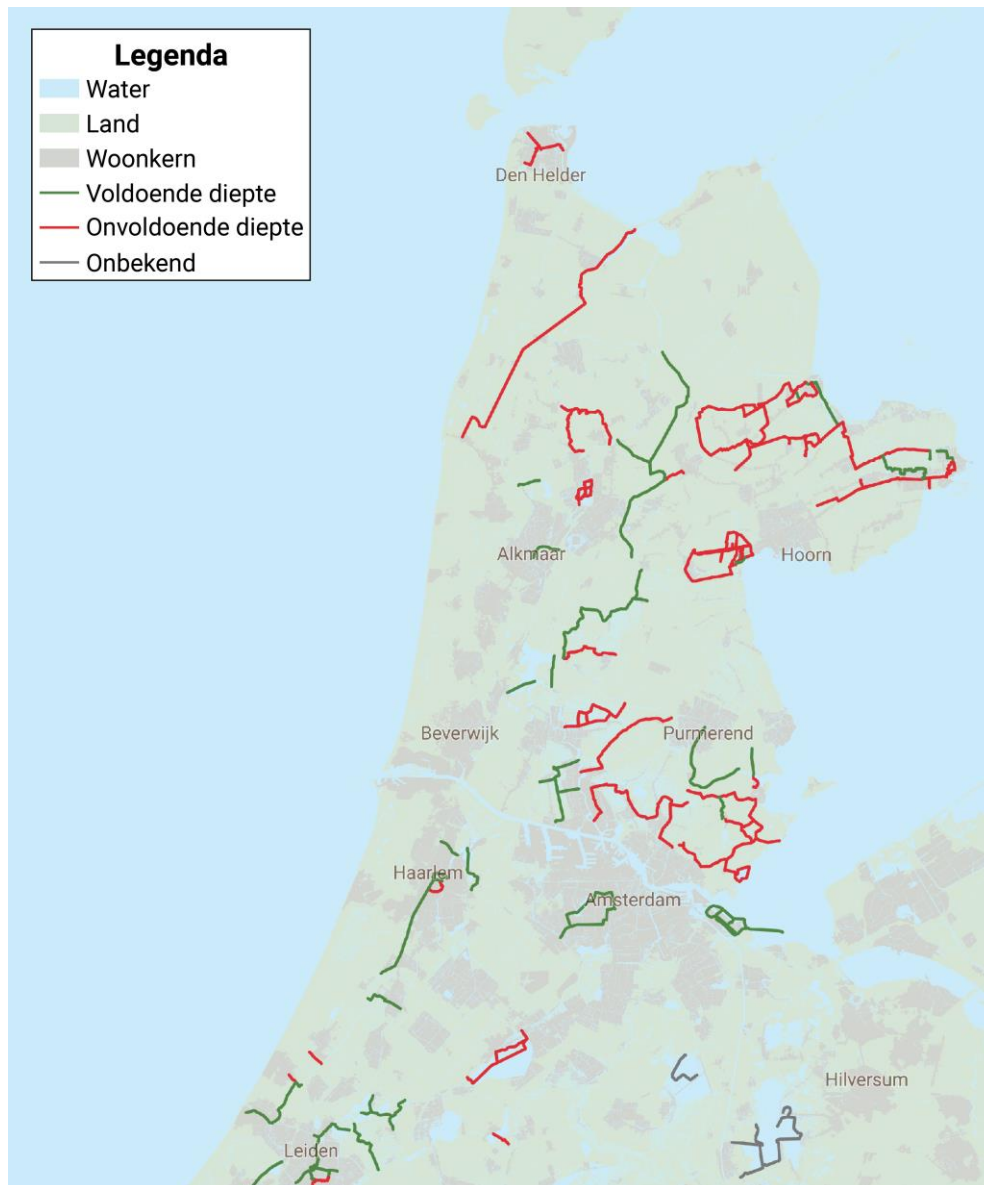 Legenda
Water
Land
Woonkern
Voldoende diepte
Onvoldoende diepte
Onbekend
Den Helder
Alkmaar
Hoorn
Beverwijk
Purmerend
Haarlem
Amsterdam
Hilversum
Leiden